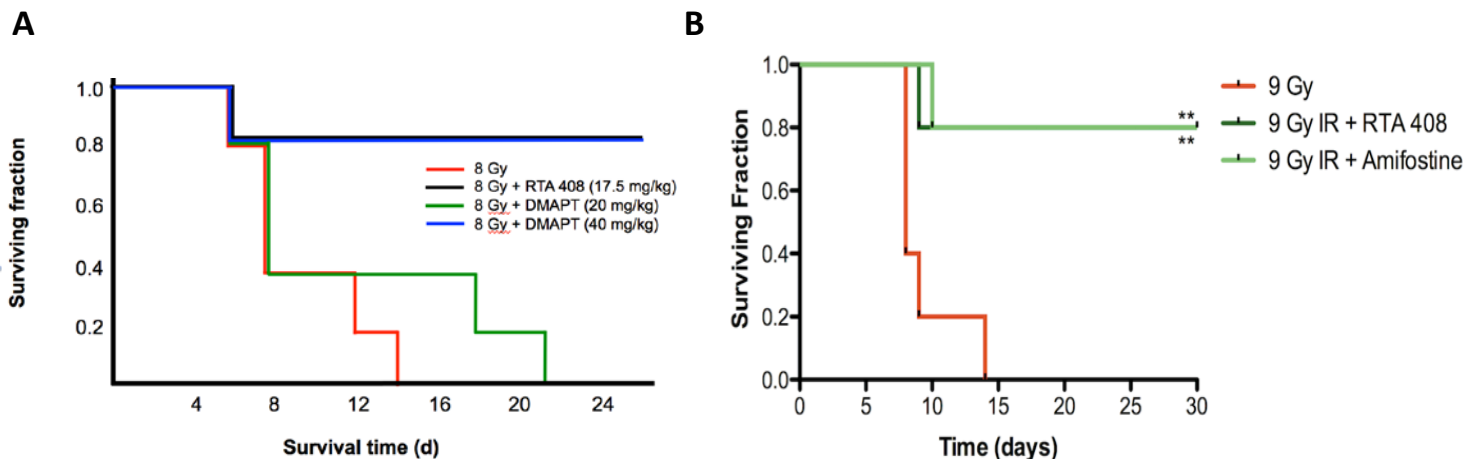 A
Surviving fraction
1.0
0.8
0.6
0.4
0.2
8 Gy
8 Gy + RTA 408 (17.5 mg/kg)
8 Gy + DMAPT (20 mg/kg)
8 Gy + DMAPT (40 mg/kg)
4 8 12 16 20 24
Survival time (d)
B
Surviving Fraction
1.0
0.8
0.6
0.4
0.2
0.0
**
**
9 Gy
9 Gy IR + RTA 408
9 Gy IR + Amifostine
0 5 10 15 20 25 30
Time (days)